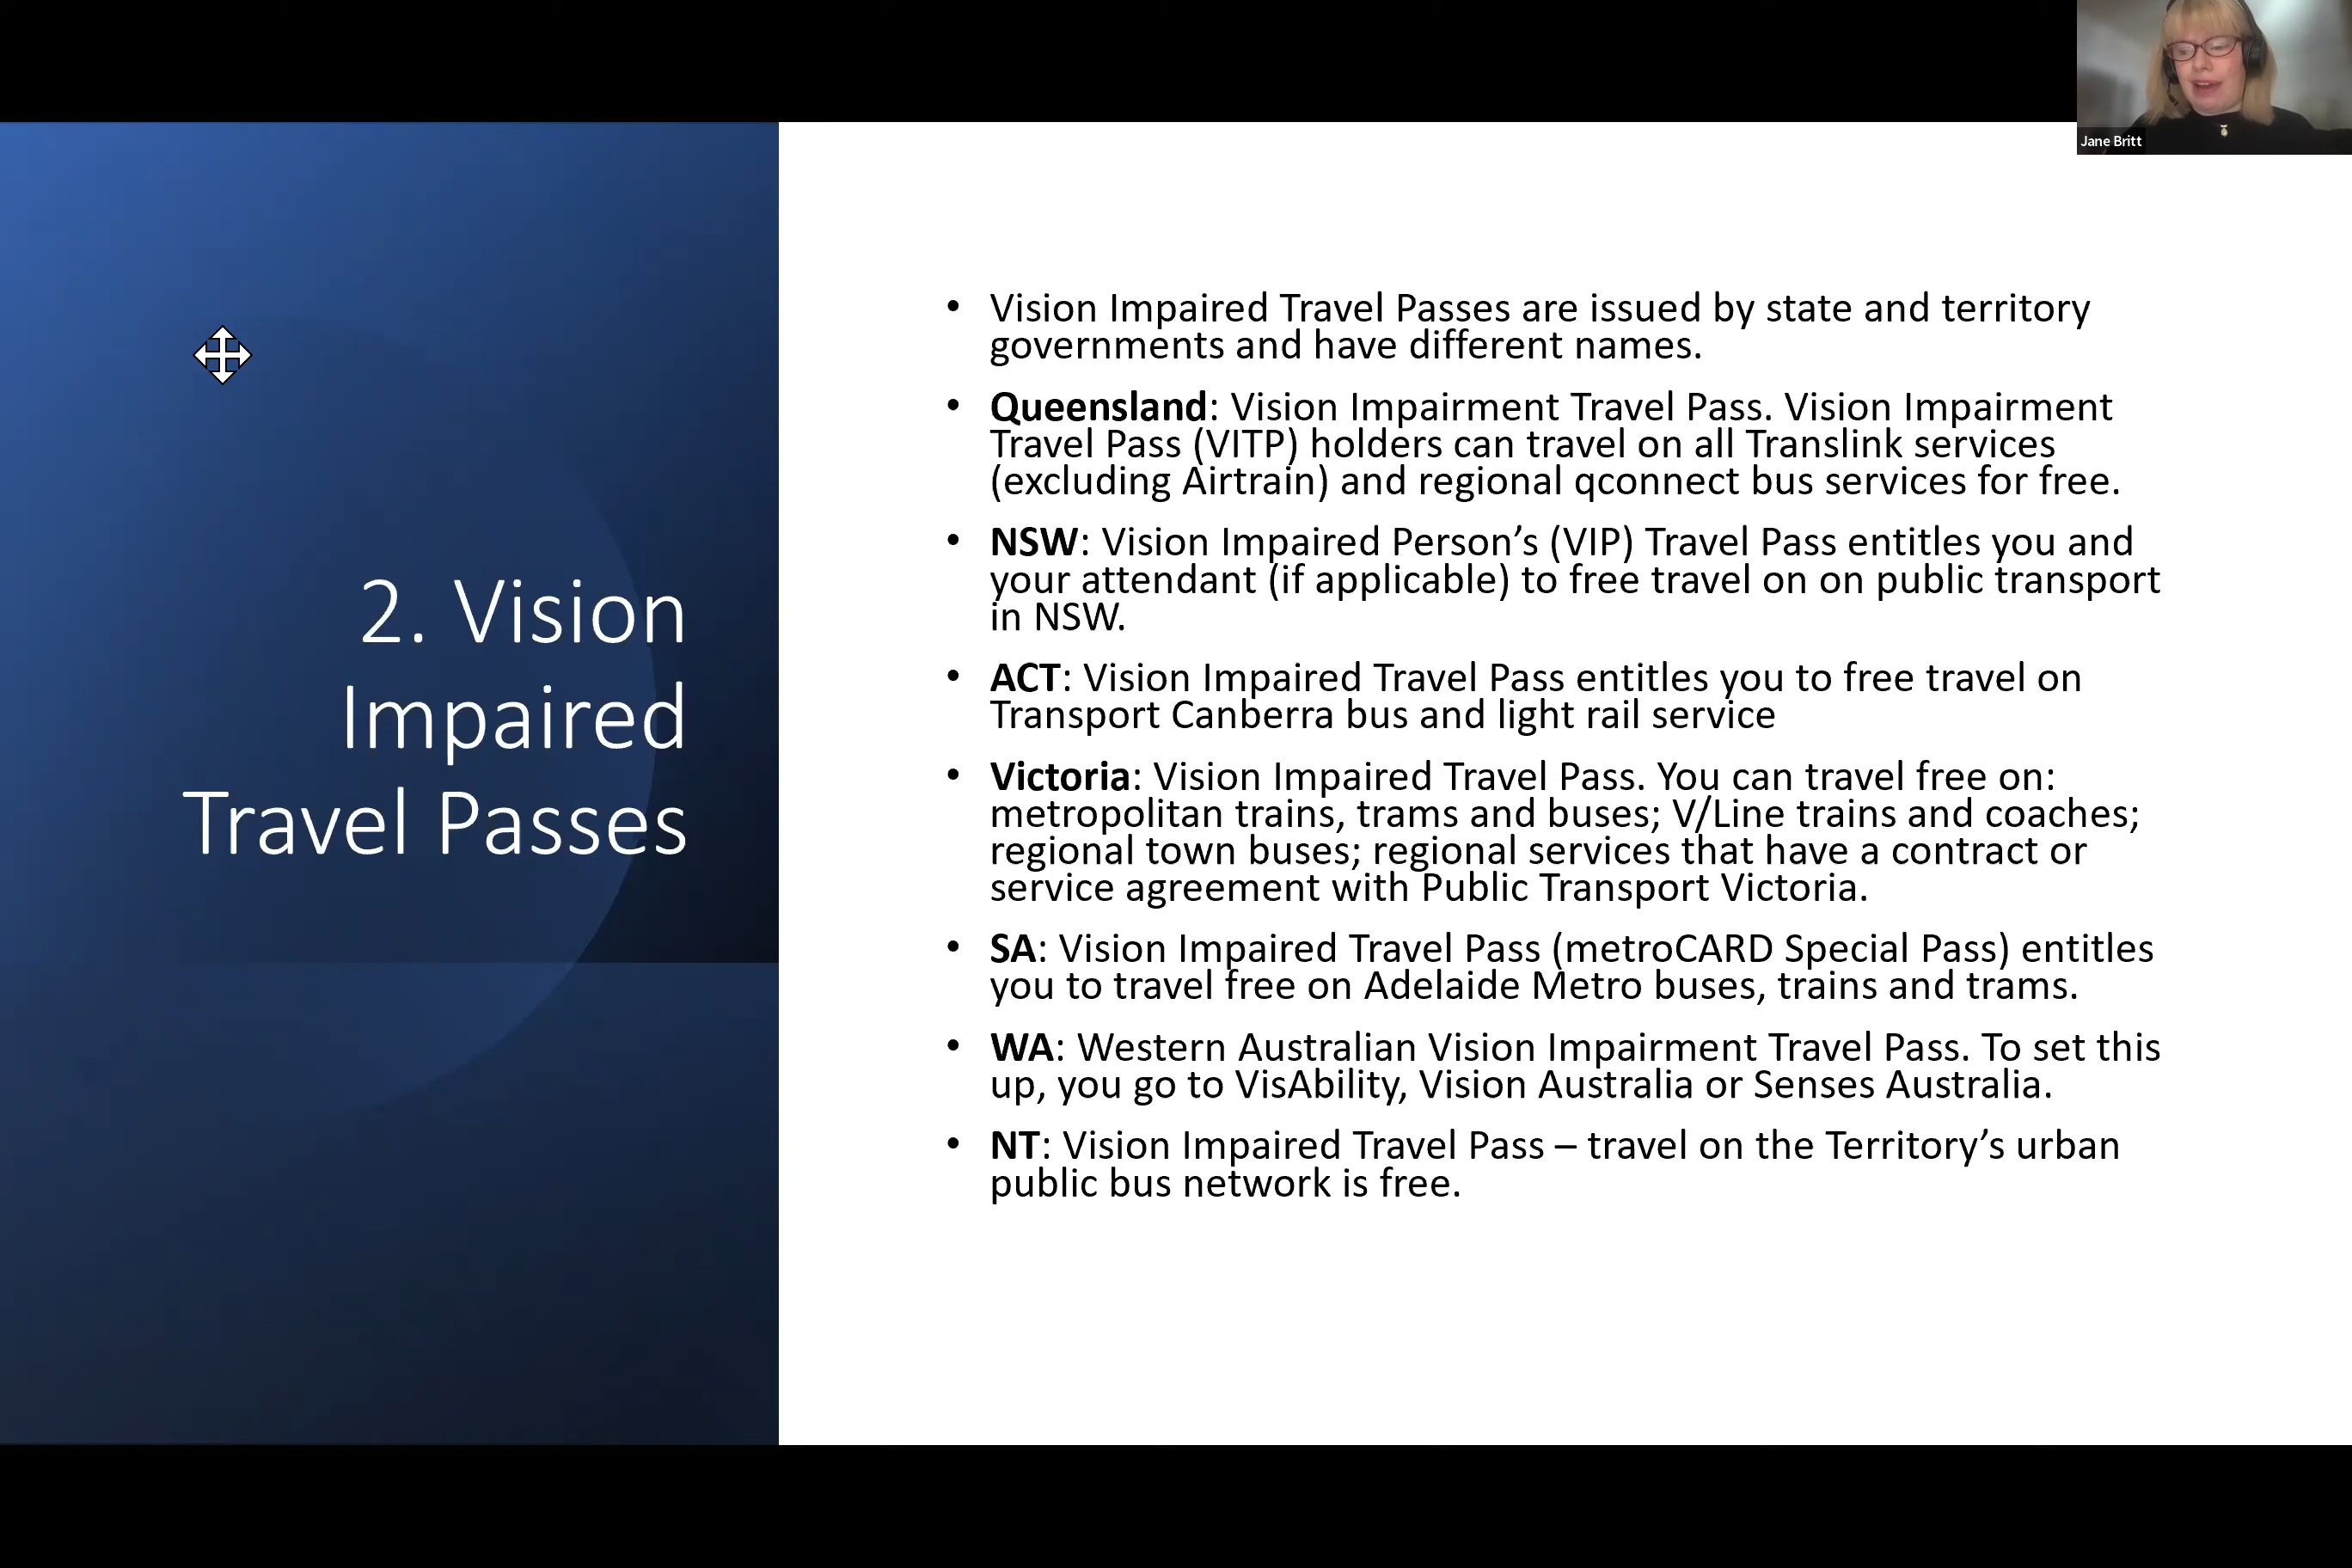 Jane Britt
2. Vision
Impaired
Travel Passes
• Vision Impaired Travel Passes are issued by state and territory
governments and have different names.
• Queensland: Vision Impairment Travel Pass. Vision Impairment
Travel Pass (VITP) holders can travel on all Translink services
(excluding Airtrain) and regional qconnect bus services for free.
• NSW: Vision Impaired Person’s (VIP) Travel Pass entitles you and
your attendant (if applicable) to free travel on on public transport
in NSW.
• ACT: Vision Impaired Travel Pass entitles you to free travel on
Transport Canberra bus and light rail service
• Victoria: Vision Impaired Travel Pass. You can travel free on:
metropolitan trains, trams and buses; V/Line trains and coaches;
regional town buses; regional services that have a contract or
service agreement with Public Transport Victoria.
• SA: Vision Impaired Travel Pass (metroCARD Special Pass) entitles
you to travel free on Adelaide Metro buses, trains and trams.
• WA: Western Australian Vision Impairment Travel Pass. To set this
up, you go to VisAbility, Vision Australia or Senses Australia.
• NT: Vision Impaired Travel Pass – travel on the Territory’s urban
public bus network is free.